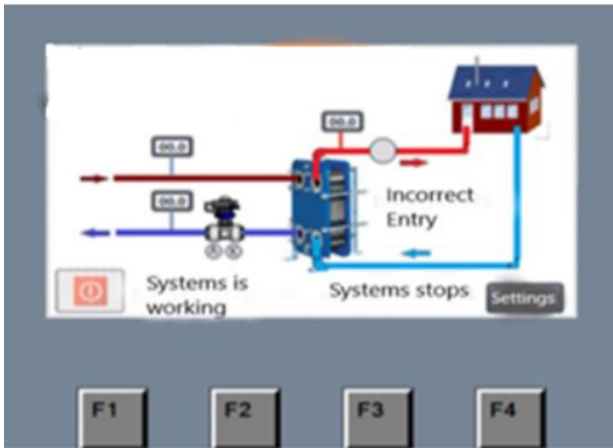 00.0
00.0
00.0
Incorrect
Entry
Systems is
working
Systems stops
Settings
F1
F2
F3
F4